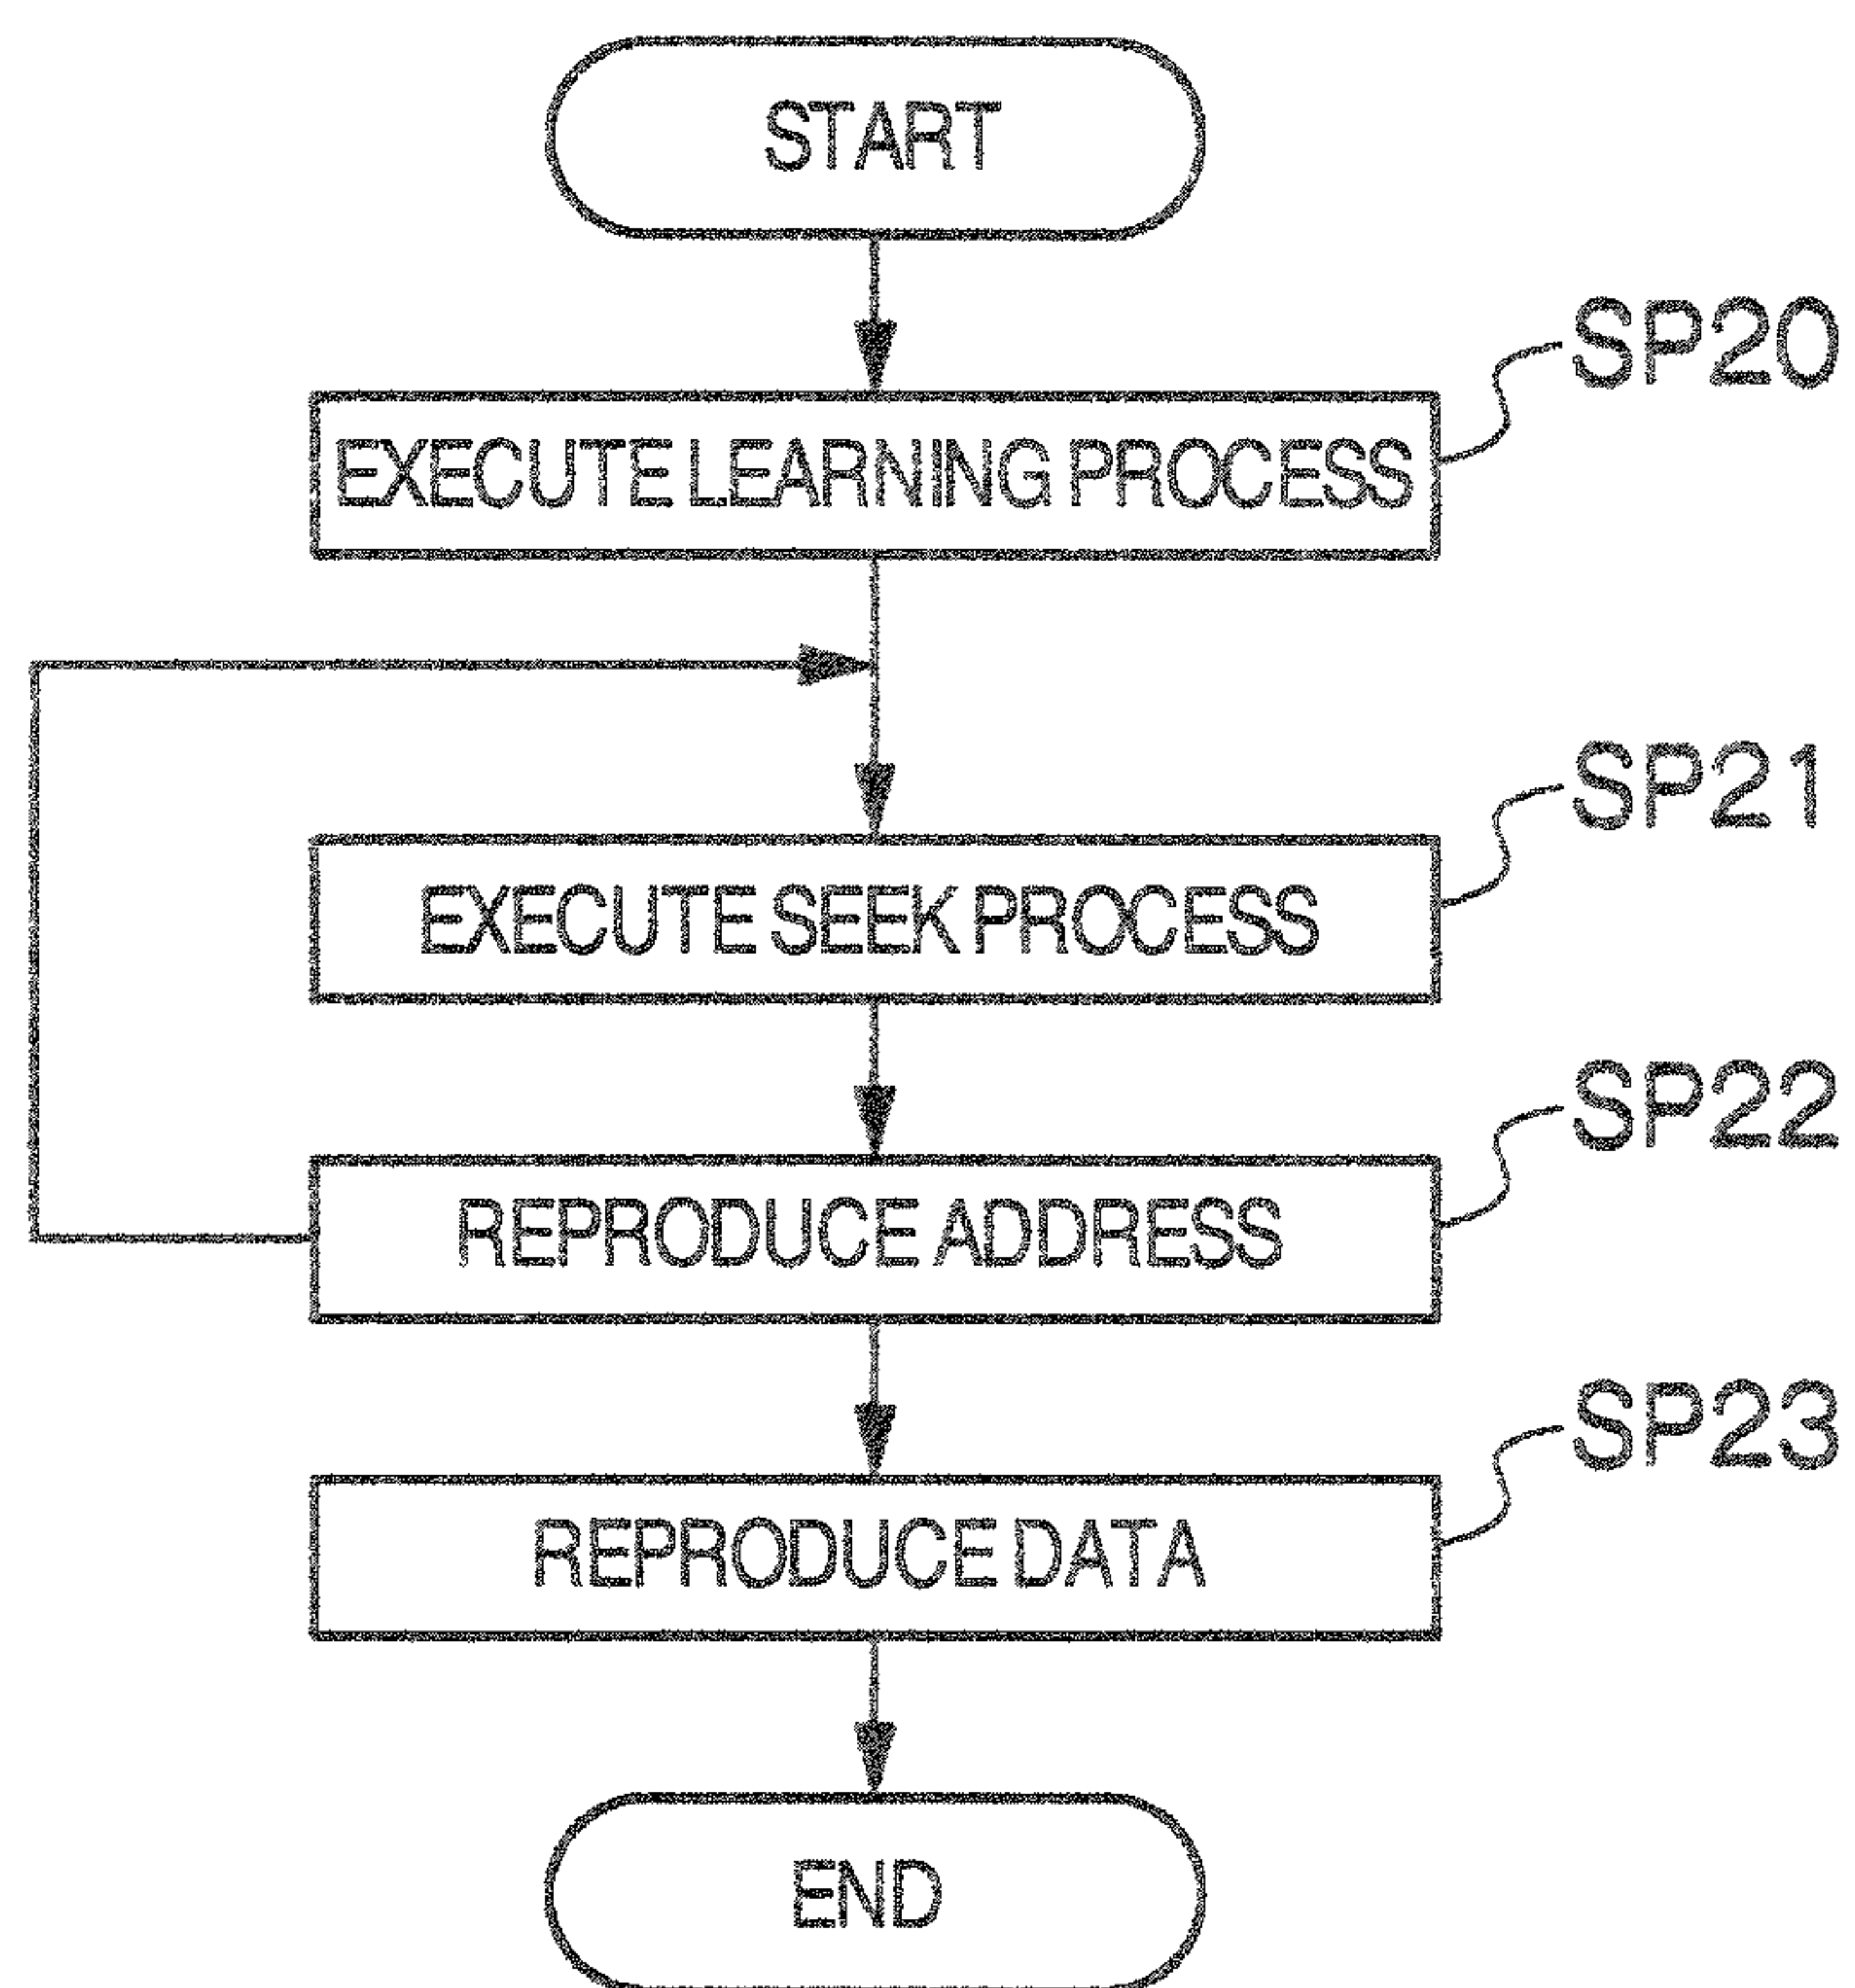 START
SP20
EXECUTE LEARNING PROCESS
SP21
EXECUTE SEEK PROCESS
SP22
REPRODUCE ADDRESS
SP23
REPRODUCE DATA
END